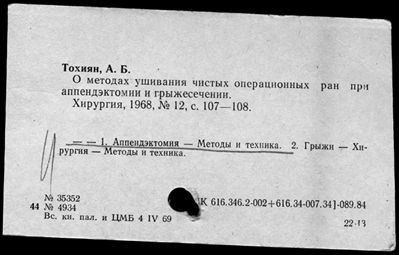 Тохиян, А. Б.
О методах ушивания чистых операционных ран при
аппендэктомии и грыжесечении.
Хирургия, 1968, № 12, с. 107—108.
— — 1. Аппендэктомия — Методы и техника. 2. Грыжи — Хи-
рургия — Методы и техника.
№ 35352
44 № 4934
Вс. кн. пал. и ЦМБ 4 IV 69
К 616.346.2-002+616.34-007.34]-089.84
22-13